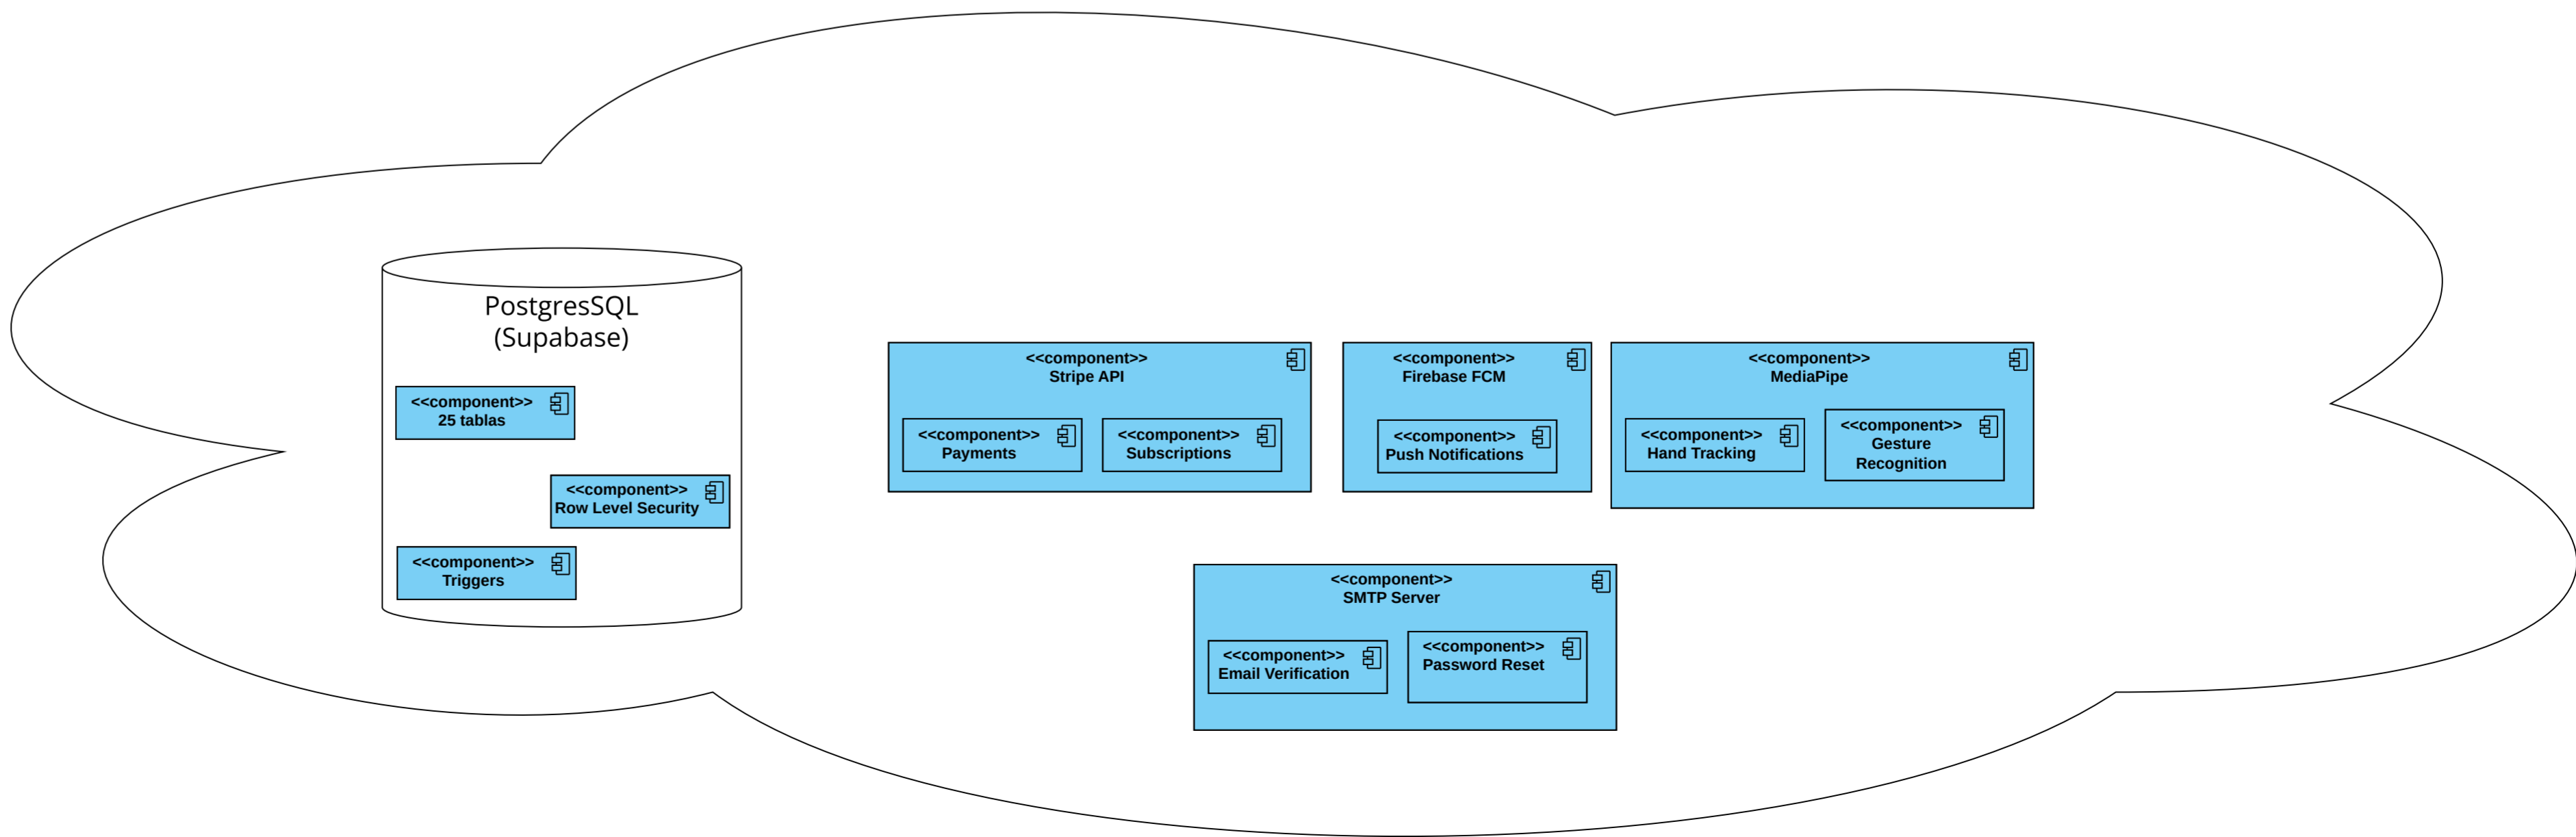 PostgresSQL
(Supabase)
<<component>>
25 tablas
<<component>>
Row Level Security
<<component>>
Triggers
<<component>>
Stripe API
<<component>>
Payments
<<component>>
Subscriptions
<<component>>
Firebase FCM
<<component>>
Push Notifications
<<component>>
MediaPipe
<<component>>
Hand Tracking
<<component>>
Gesture
Recognition
<<component>>
SMTP Server
<<component>>
Email Verification
<<component>>
Password Reset